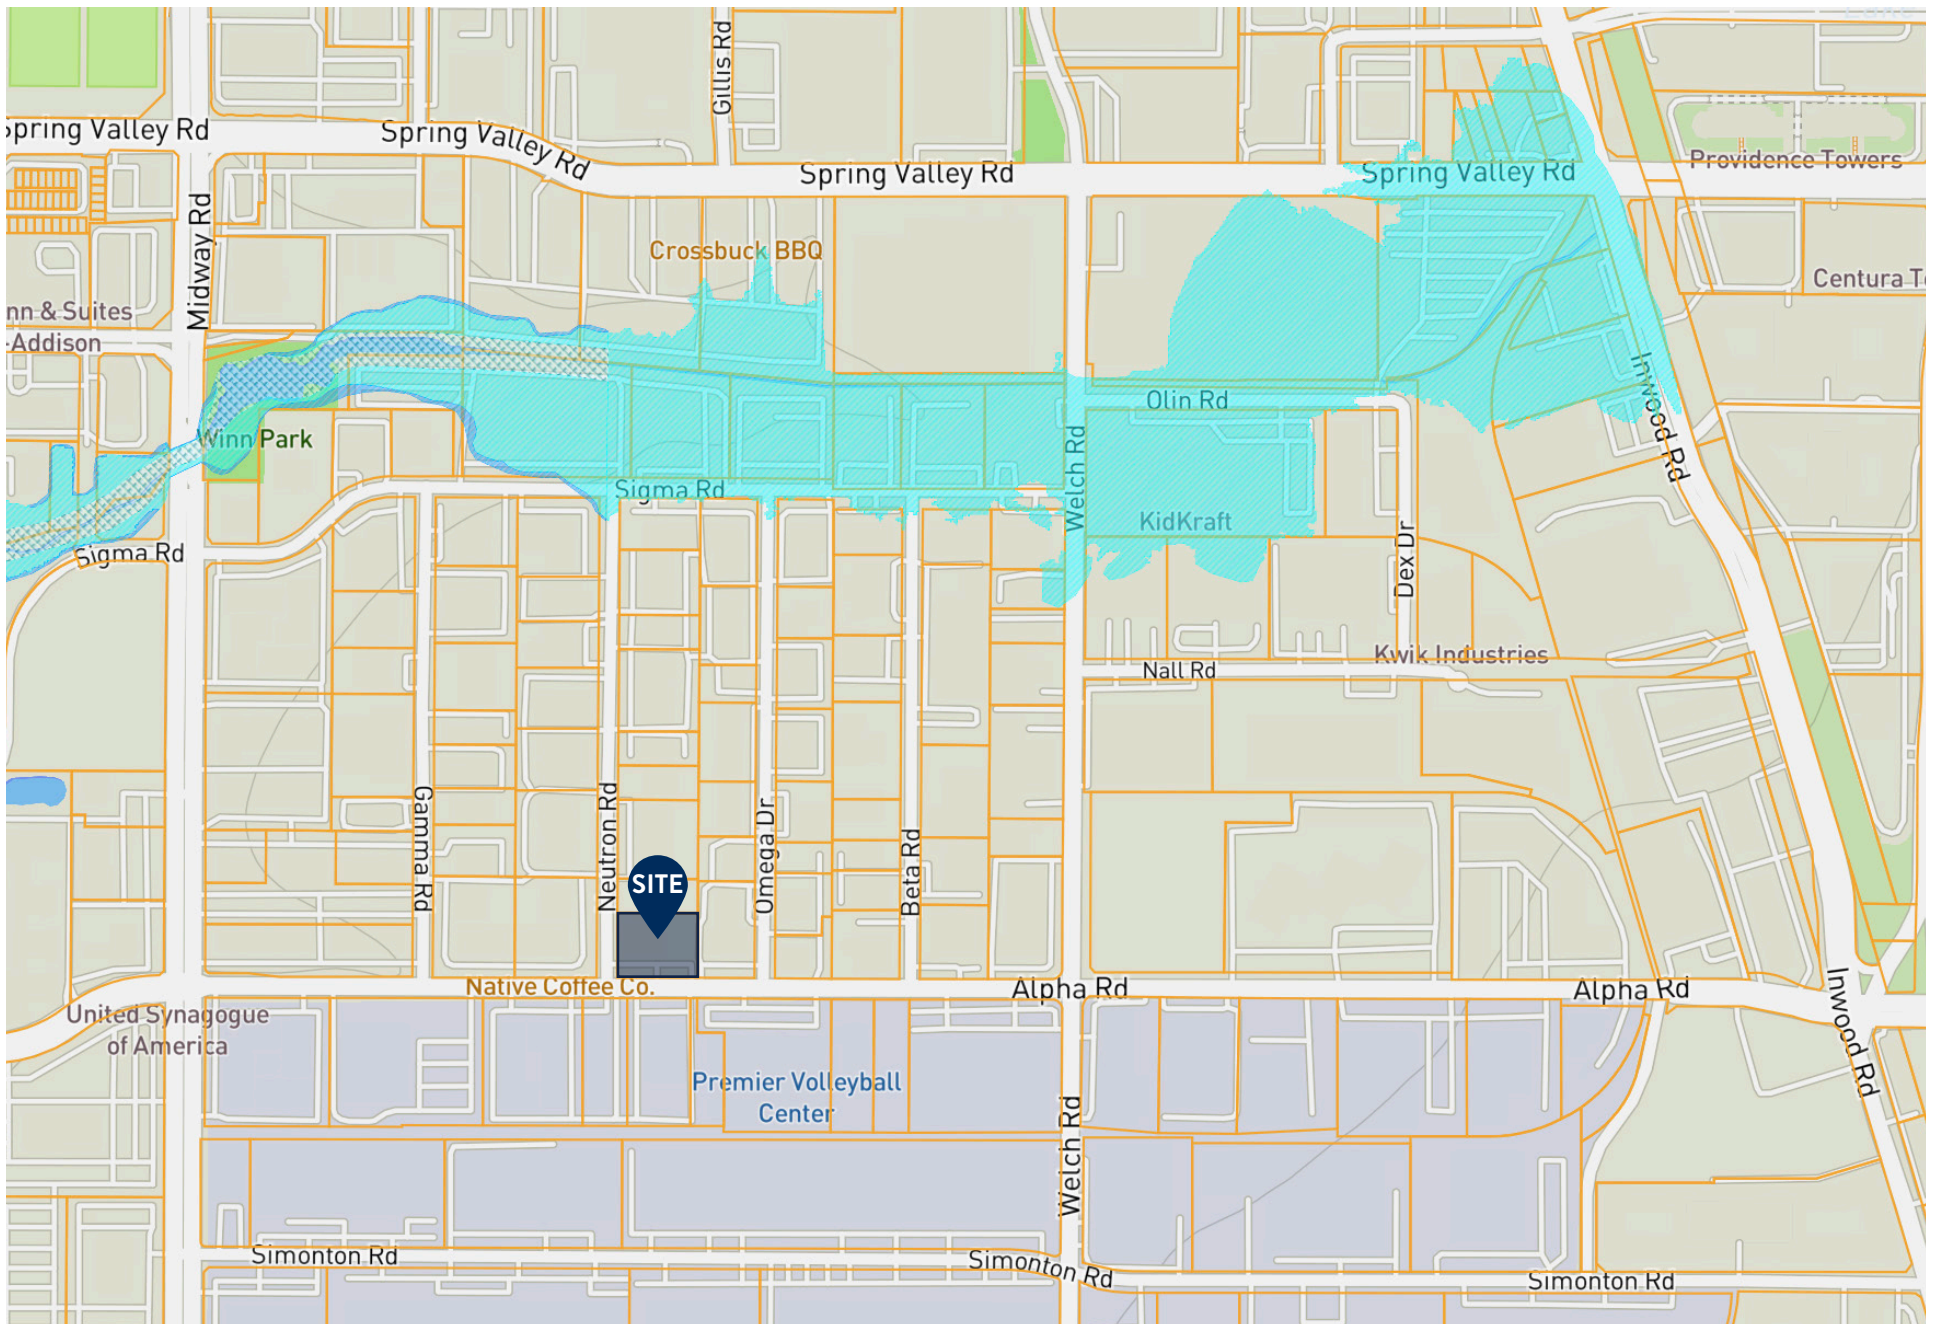 Gillis Rd
Spring Valley Rd
Spring Valley Rd
Spring Valley Rd
Spring Valley Rd
Providence Towers
Midway Rd
Crossbuck BBQ
Centura T
nn & Suites
-Addison
Inwood Rd
Olin Rd
Winn Park
Welch Rd
Sigma Rd
KidKraft
Sigma Rd
Dex Dr
Kwik Industries
Nall Rd
Gamma Rd
Neutron Rd
Omega Dr
Beta Rd
SITE
Native Coffee Co.
Alpha Rd
Alpha Rd
Inwood Rd
United Synagogue
of America
Premier Volleyball
Center
Welch Rd
Simonton Rd
Simonton Rd
Simonton Rd